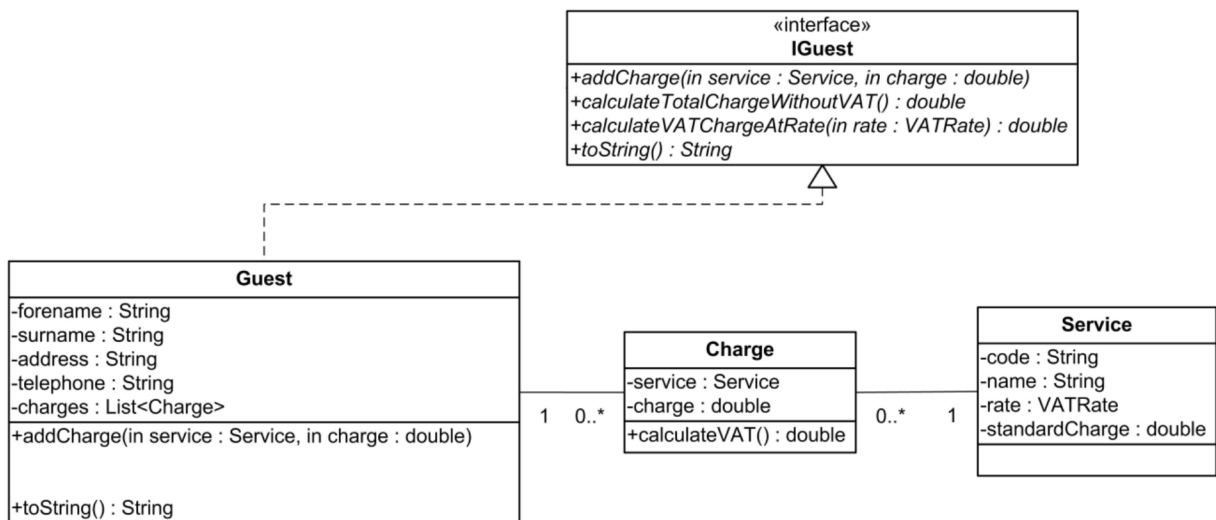 «interface»
IGuest
+addCharge(in service : Service, in charge : double)
+calculateTotalChargeWithoutVAT() : double
+calculateVATChargeAtRate(in rate : VATRate) : double
+toString() : String
Guest
-forename : String
-surname : String
-address : String
-telephone : String
-charges : List<Charge>
+addCharge(in service : Service, in charge : double)
+toString() : String
1 0..*
Charge
-service : Service
-charge : double
+calculateVAT() : double
0..* 1
Service
-code : String
-name : String
-rate : VATRate
-standardCharge : double